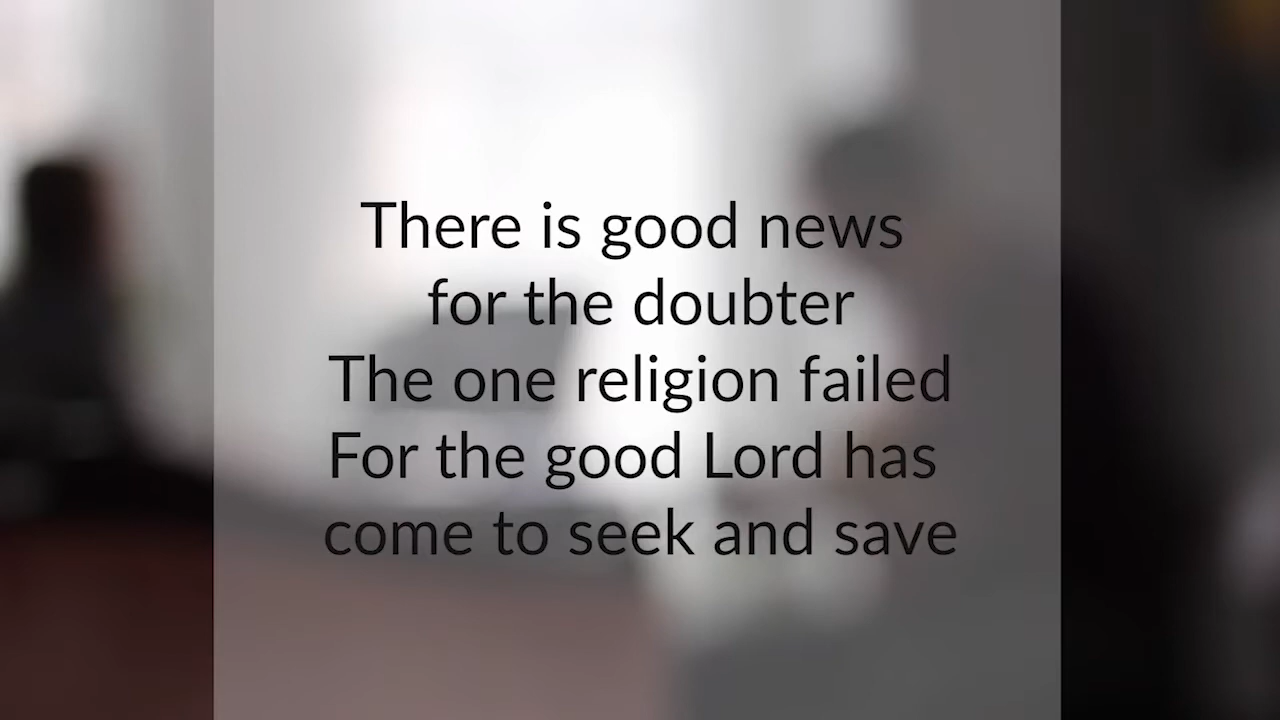 There is good news
for the doubter
The one religion failed
For the good Lord has
come to seek and save